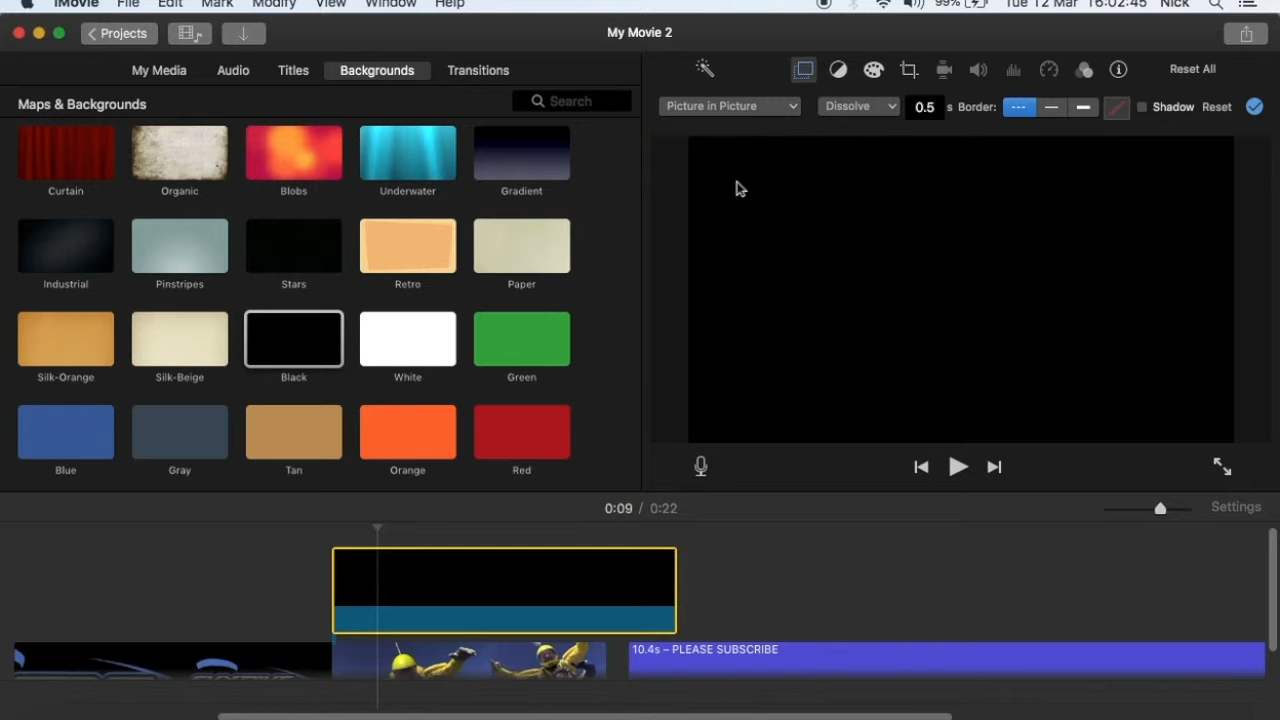 iMovie File Edit Mark Modify View Window Help 99% Tue 12 Mar 16:02:45 Nick
Projects My Movie 2
My Media Audio Titles Backgrounds Transitions Reset All
Maps & Backgrounds Search Picture in Picture Dissolve 0.5 s Border: Shadow Reset
Curtain Organic Blobs Underwater Gradient
Industrial Pinstripes Stars Retro Paper
Silk-Orange Silk-Beige Black White Green
Blue Gray Tan Orange Red
0:09 / 0:22 Settings
10.4s – PLEASE SUBSCRIBE